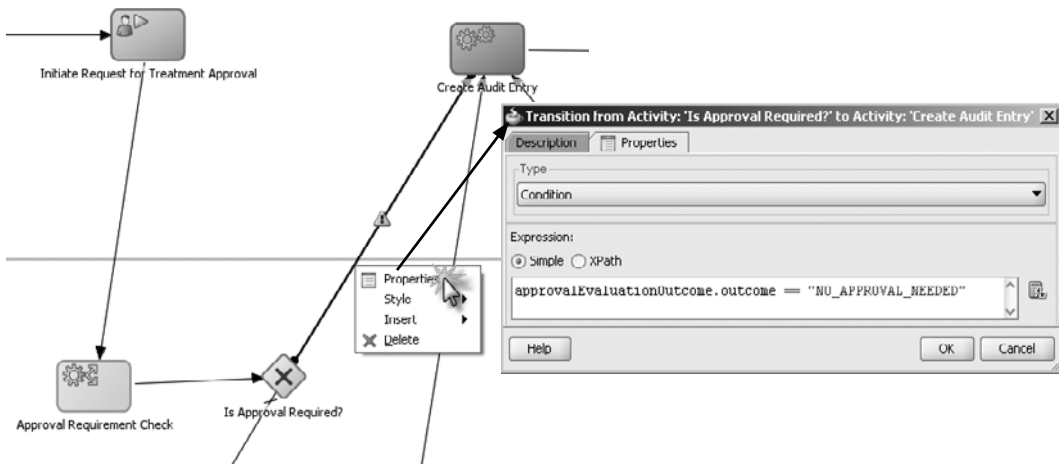 Initiate Request for Treatment Approval
Create Audit Entry
Transition from Activity: 'Is Approval Required?' to Activity: 'Create Audit Entry'
Description
Properties
Type
Condition
Expression:
Simple
XPath
approvalEvaluationOutcome.outcome == "NO_APPROVAL_NEEDED"
Help
OK
Cancel
Properties
Style
Insert
Delete
Is Approval Required?
Approval Requirement Check